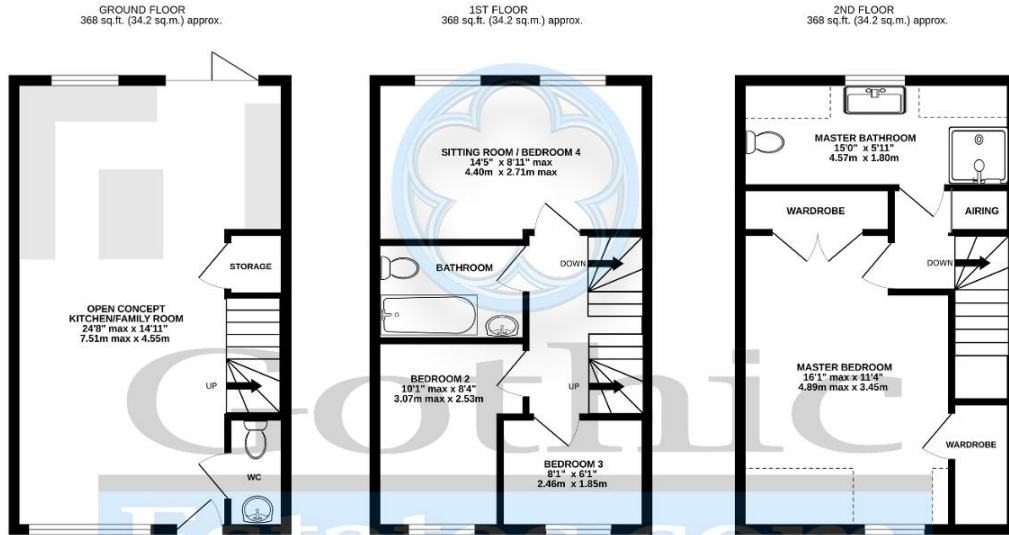 GROUND FLOOR
368 sq.ft. (34.2 sq.m.) approx.
STORAGE
OPEN CONCEPT
KITCHEN/FAMILY ROOM
24'8" max x 14'11"
7.51m max x 4.55m
UP
WC
1ST FLOOR
368 sq.ft. (34.2 sq.m.) approx.
SITTING ROOM / BEDROOM 4
14'5" x 8'11" max
4.40m x 2.71m max
BATHROOM
DOWN
BEDROOM 2
10'1" max x 8'4"
3.07m max x 2.53m
UP
BEDROOM 3
8'1" x 6'1"
2.46m x 1.85m
2ND FLOOR
368 sq.ft. (34.2 sq.m.) approx.
MASTER BATHROOM
15'0" x 5'11"
4.57m x 1.80m
WARDROBE
AIRING
DOWN
MASTER BEDROOM
16'1" max x 11'4"
4.89m max x 3.45m
WARDROBE
Gothic
Estates.com